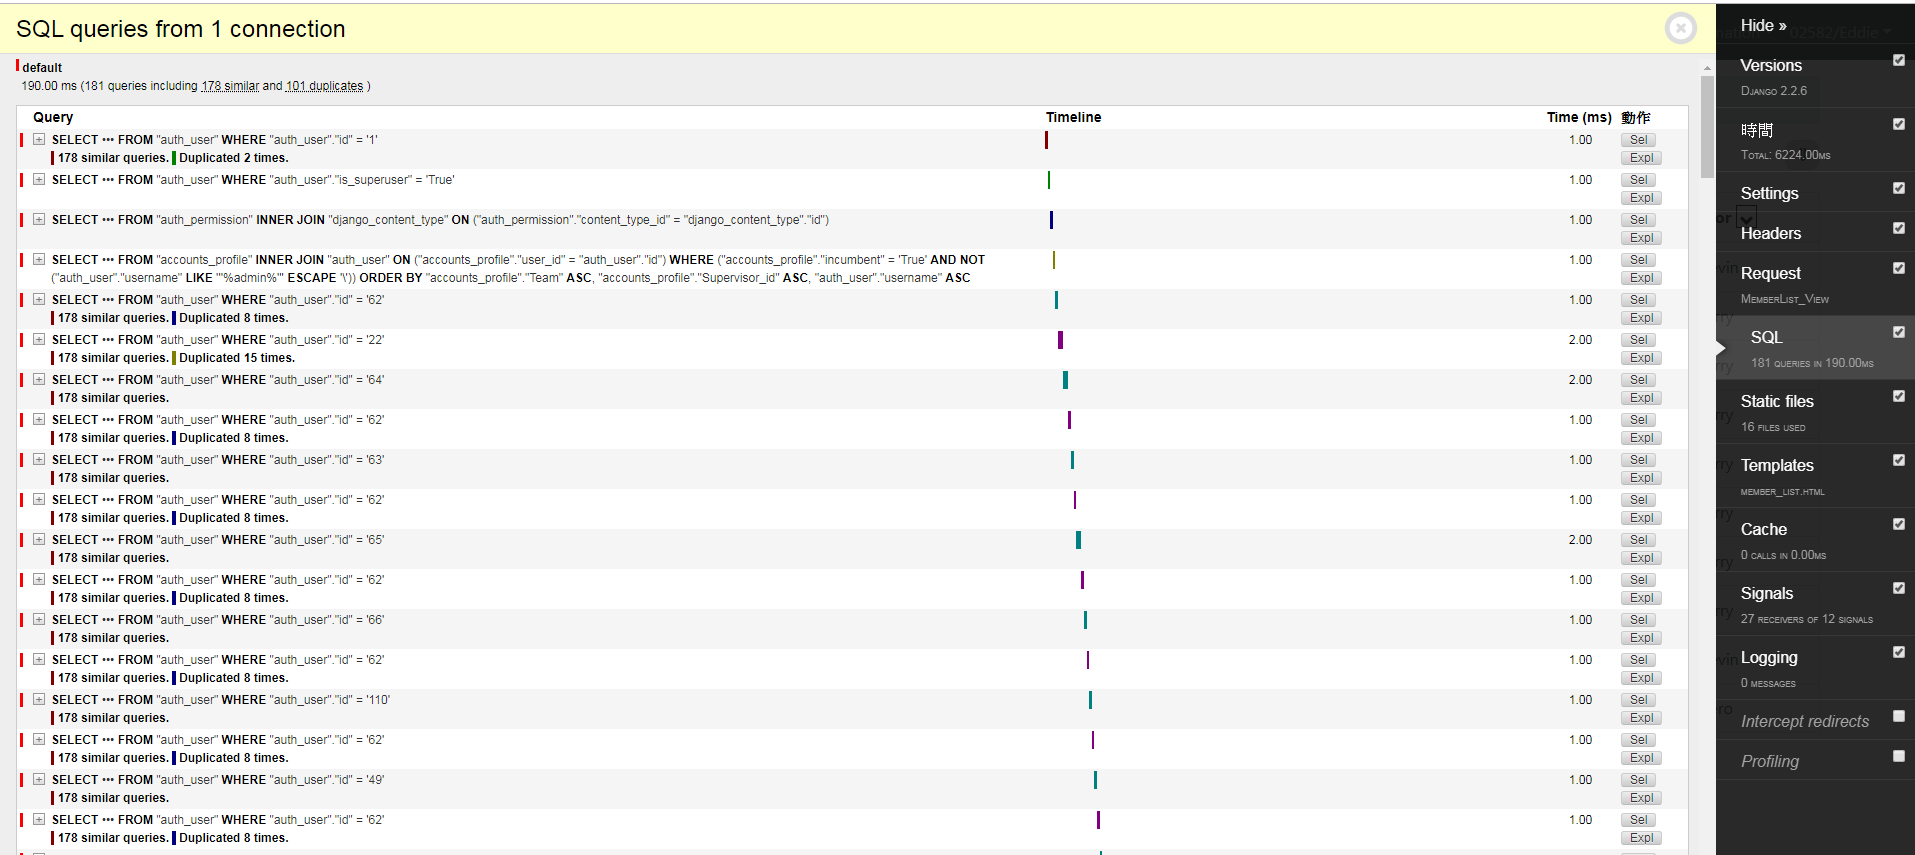 SQL queries from 1 connection
default
190.00 ms (181 queries including 178 similar and 101 duplicates )
Query Timeline Time (ms) 動作
+ SELECT ••• FROM "auth_user" WHERE "auth_user"."id" = '1' 1.00 Sel
178 similar queries. Duplicated 2 times. Expl
+ SELECT ••• FROM "auth_user" WHERE "auth_user"."is_superuser" = 'True' 1.00 Sel
Expl
+ SELECT ••• FROM "auth_permission" INNER JOIN "django_content_type" ON ("auth_permission"."content_type_id" = "django_content_type"."id") 1.00 Sel
Expl
+ SELECT ••• FROM "accounts_profile" INNER JOIN "auth_user" ON ("accounts_profile"."user_id" = "auth_user"."id") WHERE ("accounts_profile"."incumbent" = 'True' AND NOT 1.00 Sel
("auth_user"."username" LIKE '"%admin%"' ESCAPE '\')) ORDER BY "accounts_profile"."Team" ASC, "accounts_profile"."Supervisor_id" ASC, "auth_user"."username" ASC Expl
+ SELECT ••• FROM "auth_user" WHERE "auth_user"."id" = '62' 1.00 Sel
178 similar queries. Duplicated 8 times. Expl
+ SELECT ••• FROM "auth_user" WHERE "auth_user"."id" = '22' 2.00 Sel
178 similar queries. Duplicated 15 times. Expl
+ SELECT ••• FROM "auth_user" WHERE "auth_user"."id" = '64' 2.00 Sel
178 similar queries. Expl
+ SELECT ••• FROM "auth_user" WHERE "auth_user"."id" = '62' 1.00 Sel
178 similar queries. Duplicated 8 times. Expl
+ SELECT ••• FROM "auth_user" WHERE "auth_user"."id" = '63' 1.00 Sel
178 similar queries. Expl
+ SELECT ••• FROM "auth_user" WHERE "auth_user"."id" = '62' 1.00 Sel
178 similar queries. Duplicated 8 times. Expl
+ SELECT ••• FROM "auth_user" WHERE "auth_user"."id" = '65' 2.00 Sel
178 similar queries. Expl
+ SELECT ••• FROM "auth_user" WHERE "auth_user"."id" = '62' 1.00 Sel
178 similar queries. Duplicated 8 times. Expl
+ SELECT ••• FROM "auth_user" WHERE "auth_user"."id" = '66' 1.00 Sel
178 similar queries. Expl
+ SELECT ••• FROM "auth_user" WHERE "auth_user"."id" = '62' 1.00 Sel
178 similar queries. Duplicated 8 times. Expl
+ SELECT ••• FROM "auth_user" WHERE "auth_user"."id" = '110' 1.00 Sel
178 similar queries. Expl
+ SELECT ••• FROM "auth_user" WHERE "auth_user"."id" = '62' 1.00 Sel
178 similar queries. Duplicated 8 times. Expl
+ SELECT ••• FROM "auth_user" WHERE "auth_user"."id" = '49' 1.00 Sel
178 similar queries. Expl
+ SELECT ••• FROM "auth_user" WHERE "auth_user"."id" = '62' 1.00 Sel
178 similar queries. Duplicated 8 times. Expl
Hide »
02582/Eddie
Versions
Django 2.2.6
時間
Total: 6224.00ms
Settings
Headers
Request
MemberList_View
SQL
181 queries in 190.00ms
Static files
16 files used
Templates
member_list.html
Cache
0 calls in 0.00ms
Signals
27 receivers of 12 signals
Logging
0 messages
Intercept redirects
Profiling